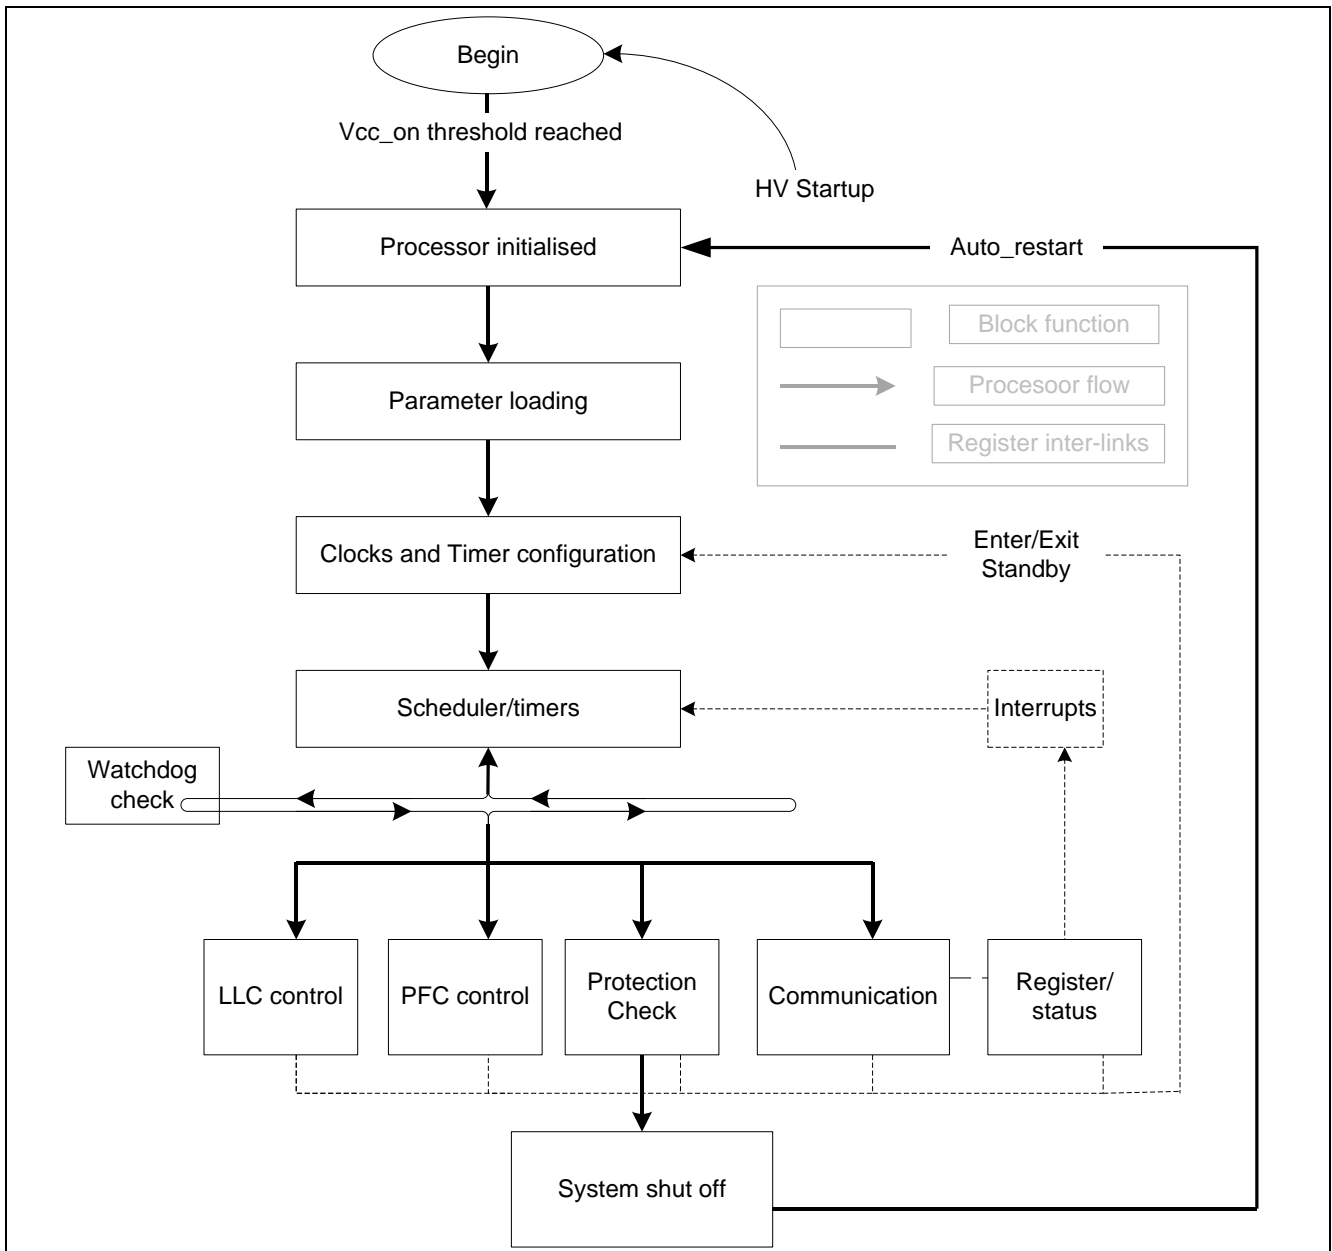 Begin
Vcc_on threshold reached
HV Startup
Processor initialised
Auto_restart
Block function
Procesoor flow
Register inter-links
Parameter loading
Clocks and Timer configuration
Enter/Exit
Standby
Scheduler/timers
Interrupts
Watchdog
check
LLC control
PFC control
Protection
Check
Communication
Register/
status
System shut off